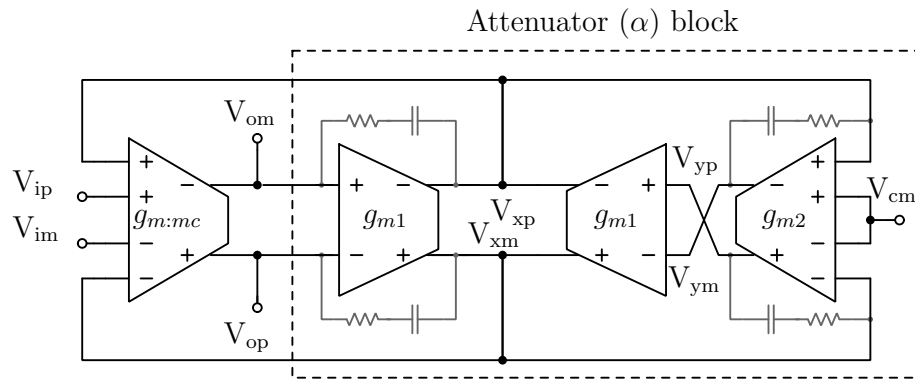 Attenuator (α) block
V_om
V_ip
V_im
V_op
g_m:mc
+
+
−
−
−
+
g_m1
+
−
−
+
V_xp
V_xm
g_m1
−
+
+
−
V_yp
V_ym
g_m2
−
+
+
+
−
−
V_cm